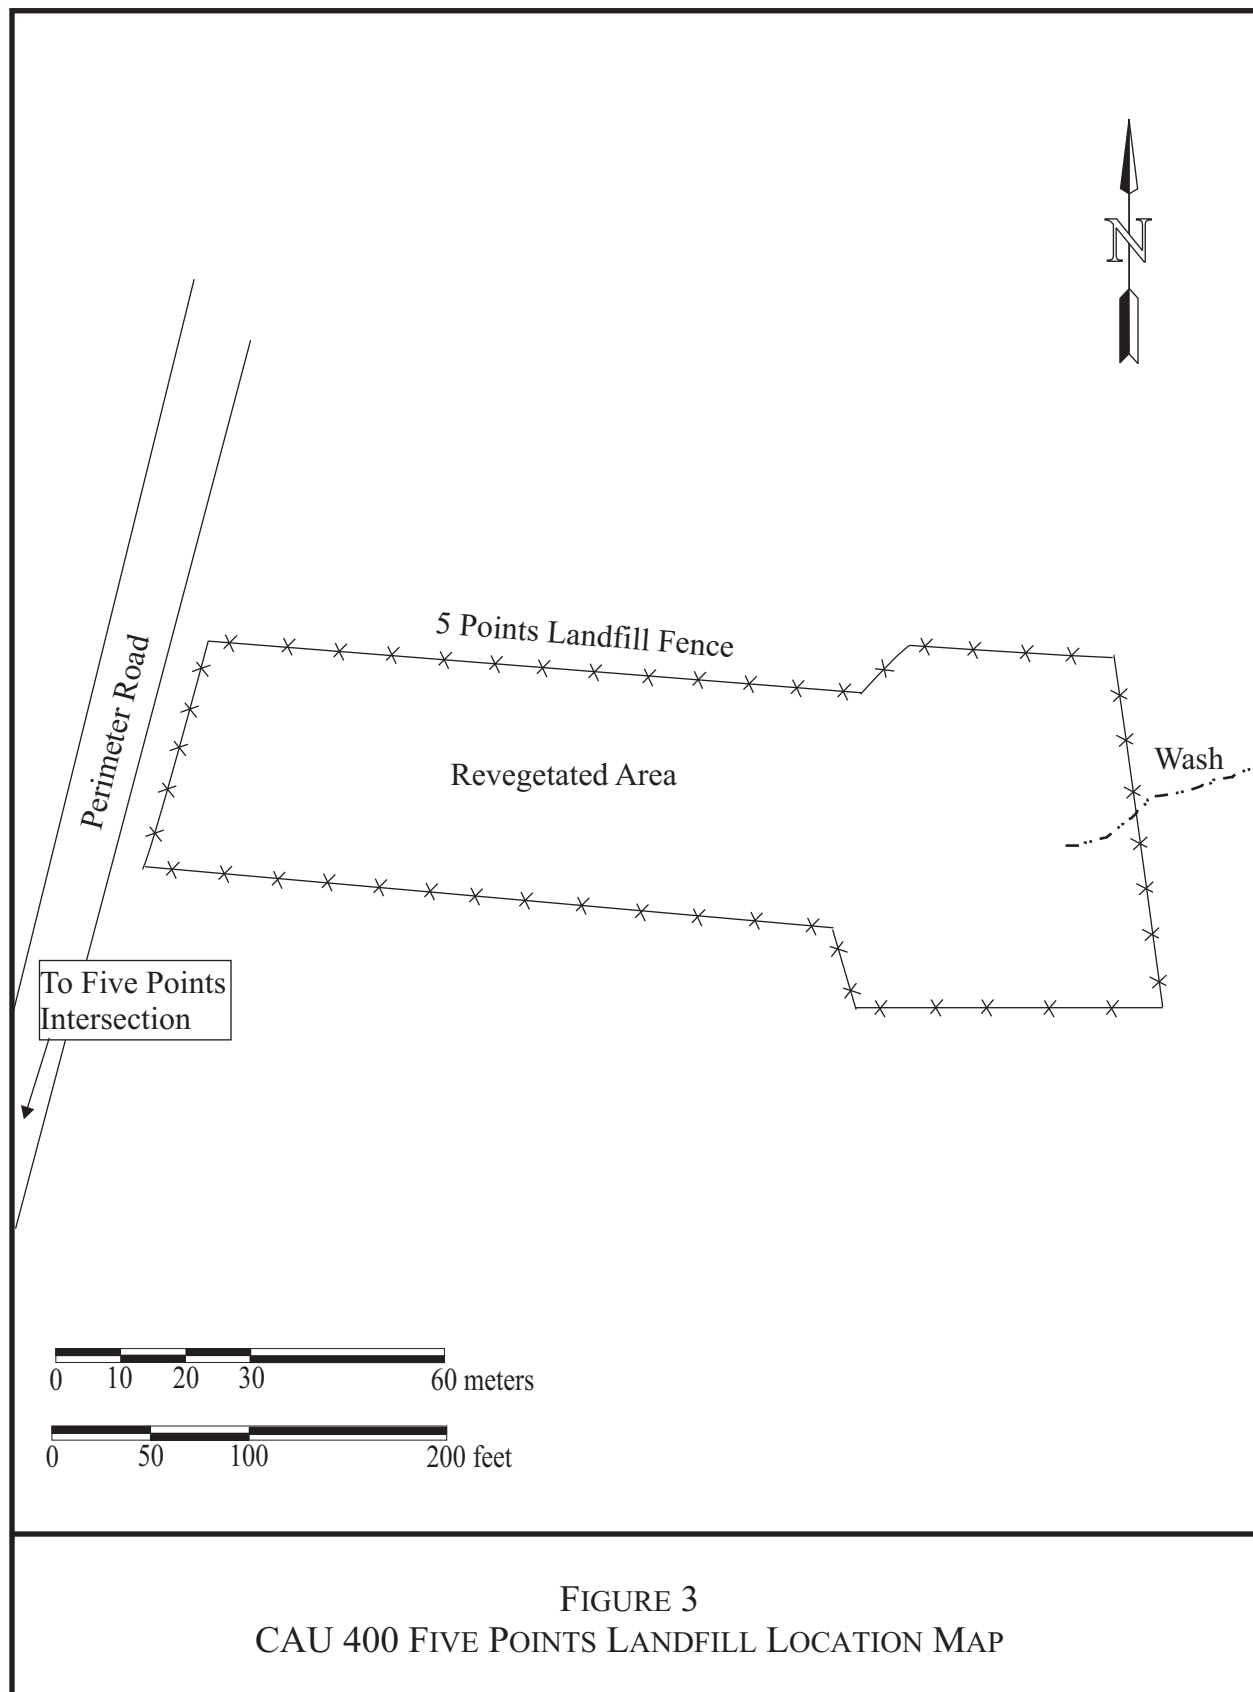 N
5 Points Landfill Fence
Perimeter Road
Revegetated Area
Wash
To Five Points
Intersection
0 10 20 30 60 meters
0 50 100 200 feet
FIGURE 3
CAU 400 FIVE POINTS LANDFILL LOCATION MAP